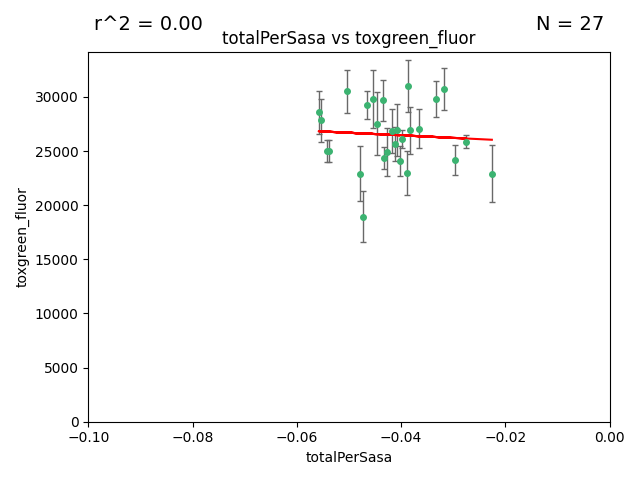 r^2 = 0.00
N = 27
totalPerSasa vs toxgreen_fluor
toxgreen_fluor
30000
25000
20000
15000
10000
5000
0
−0.10
−0.08
−0.06
−0.04
−0.02
0.00
totalPerSasa